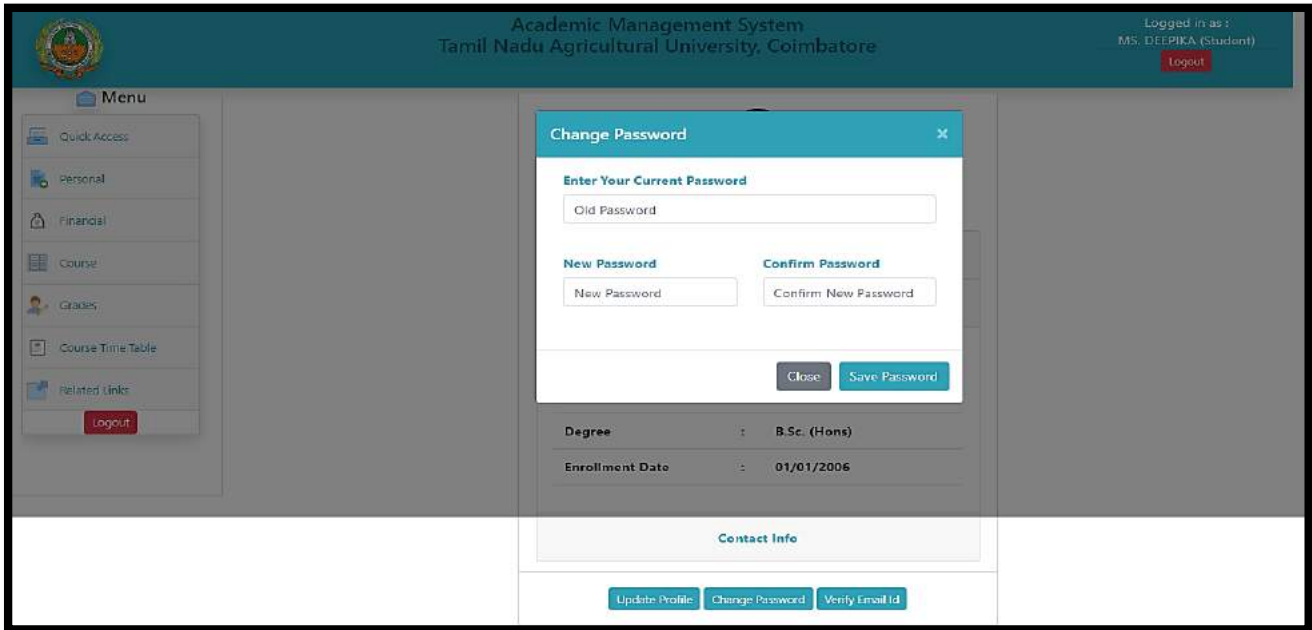 Academic Management System
Tamil Nadu Agricultural University, Coimbatore
Logged in as :
MS. DEEPIKA (Student)
Logout
Menu
Quick Access
Personal
Financial
Course
Grades
Course Time Table
Related Links
Logout
Change Password ×
Enter Your Current Password
Old Password
New Password Confirm Password
New Password Confirm New Password
Close Save Password
Degree : B.Sc. (Hons)
Enrollment Date : 01/01/2006
Contact Info
Update Profile Change Password Verify Email Id